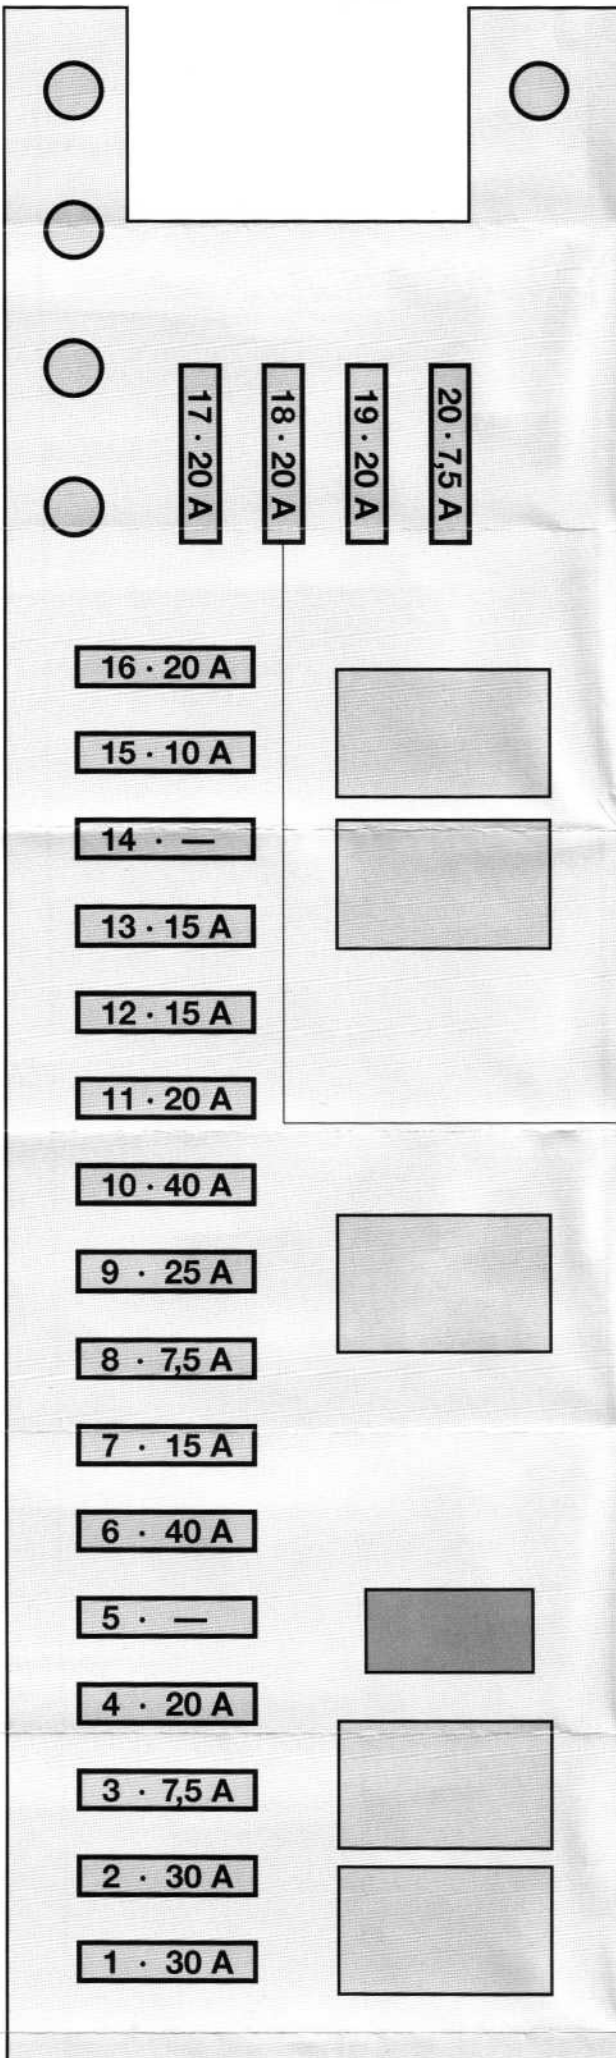 17 · 20 A
18 · 20 A
19 · 20 A
20 · 7,5 A
16 · 20 A
15 · 10 A
14 · —
13 · 15 A
12 · 15 A
11 · 20 A
10 · 40 A
9 · 25 A
8 · 7,5 A
7 · 15 A
6 · 40 A
5 · —
4 · 20 A
3 · 7,5 A
2 · 30 A
1 · 30 A